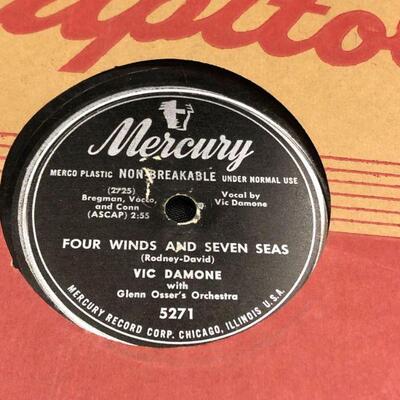 Capitol
Mercury
MERCO PLASTIC NON-BREAKABLE UNDER NORMAL USE
(2725)
Bregman, Vocco,
and Conn
(ASCAP) 2:55
Vocal by
Vic Damone
FOUR WINDS AND SEVEN SEAS
(Rodney-David)
VIC DAMONE
with
Glenn Osser's Orchestra
5271
MERCURY RECORD CORP. CHICAGO, ILLINOIS U.S.A.